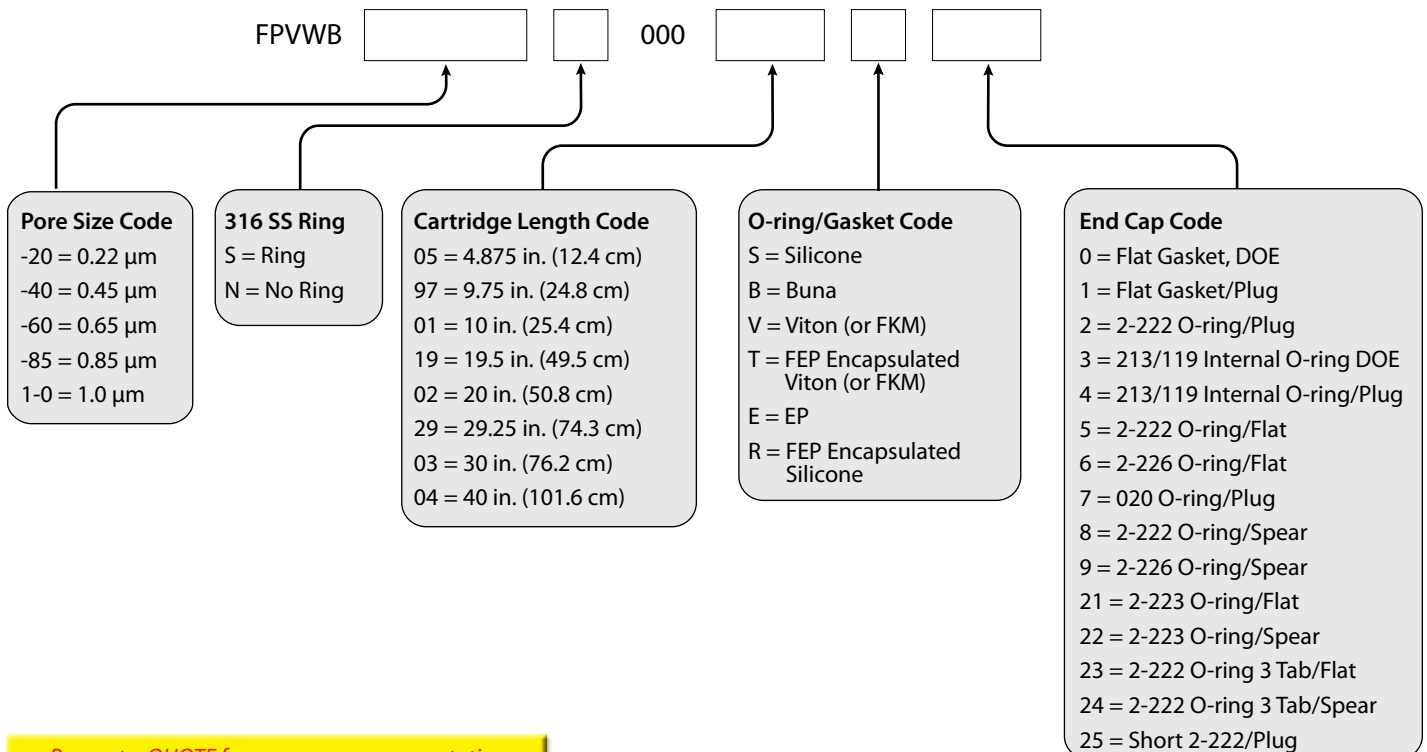 FPVWB 000
Pore Size Code
-20 = 0.22 µm
-40 = 0.45 µm
-60 = 0.65 µm
-85 = 0.85 µm
1-0 = 1.0 µm
316 SS Ring
S = Ring
N = No Ring
Cartridge Length Code
05 = 4.875 in. (12.4 cm)
97 = 9.75 in. (24.8 cm)
01 = 10 in. (25.4 cm)
19 = 19.5 in. (49.5 cm)
02 = 20 in. (50.8 cm)
29 = 29.25 in. (74.3 cm)
03 = 30 in. (76.2 cm)
04 = 40 in. (101.6 cm)
O-ring/Gasket Code
S = Silicone
B = Buna
V = Viton (or FKM)
T = FEP Encapsulated
Viton (or FKM)
E = EP
R = FEP Encapsulated
Silicone
End Cap Code
0 = Flat Gasket, DOE
1 = Flat Gasket/Plug
2 = 2-222 O-ring/Plug
3 = 213/119 Internal O-ring DOE
4 = 213/119 Internal O-ring/Plug
5 = 2-222 O-ring/Flat
6 = 2-226 O-ring/Flat
7 = 020 O-ring/Plug
8 = 2-222 O-ring/Spear
9 = 2-226 O-ring/Spear
21 = 2-223 O-ring/Flat
22 = 2-223 O-ring/Spear
23 = 2-222 O-ring 3 Tab/Flat
24 = 2-222 O-ring 3 Tab/Spear
25 = Short 2-222/Plug